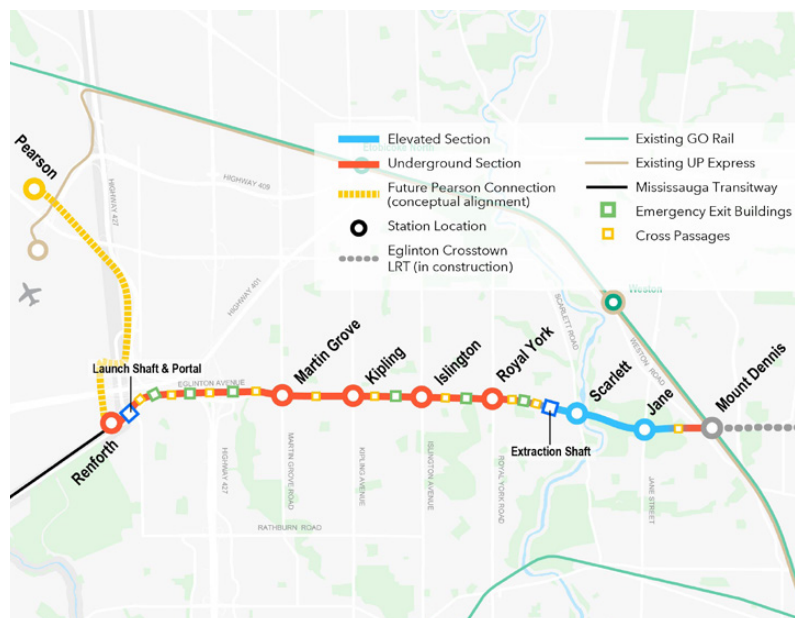 Pearson
HIGHWAY 427
HIGHWAY 409
HIGHWAY 401
Elevated Section
Underground Section
Future Pearson Connection
(conceptual alignment)
Station Location
Eglinton Crosstown
LRT (in construction)
Existing GO Rail
Existing UP Express
Mississauga Transitway
Emergency Exit Buildings
Cross Passages
Etobicoke North
Weston
SCARLETT ROAD
WESTON ROAD
Launch Shaft & Portal
EGLINTON AVENUE
Renforth
Martin Grove
Kipling
Islington
Royal York
Scarlett
Jane
Mount Dennis
Extraction Shaft
HIGHWAY 427
MARTIN GROVE ROAD
KIPLING AVENUE
ISLINGTON AVENUE
ROYAL YORK ROAD
JANE STREET
RATHBURN ROAD